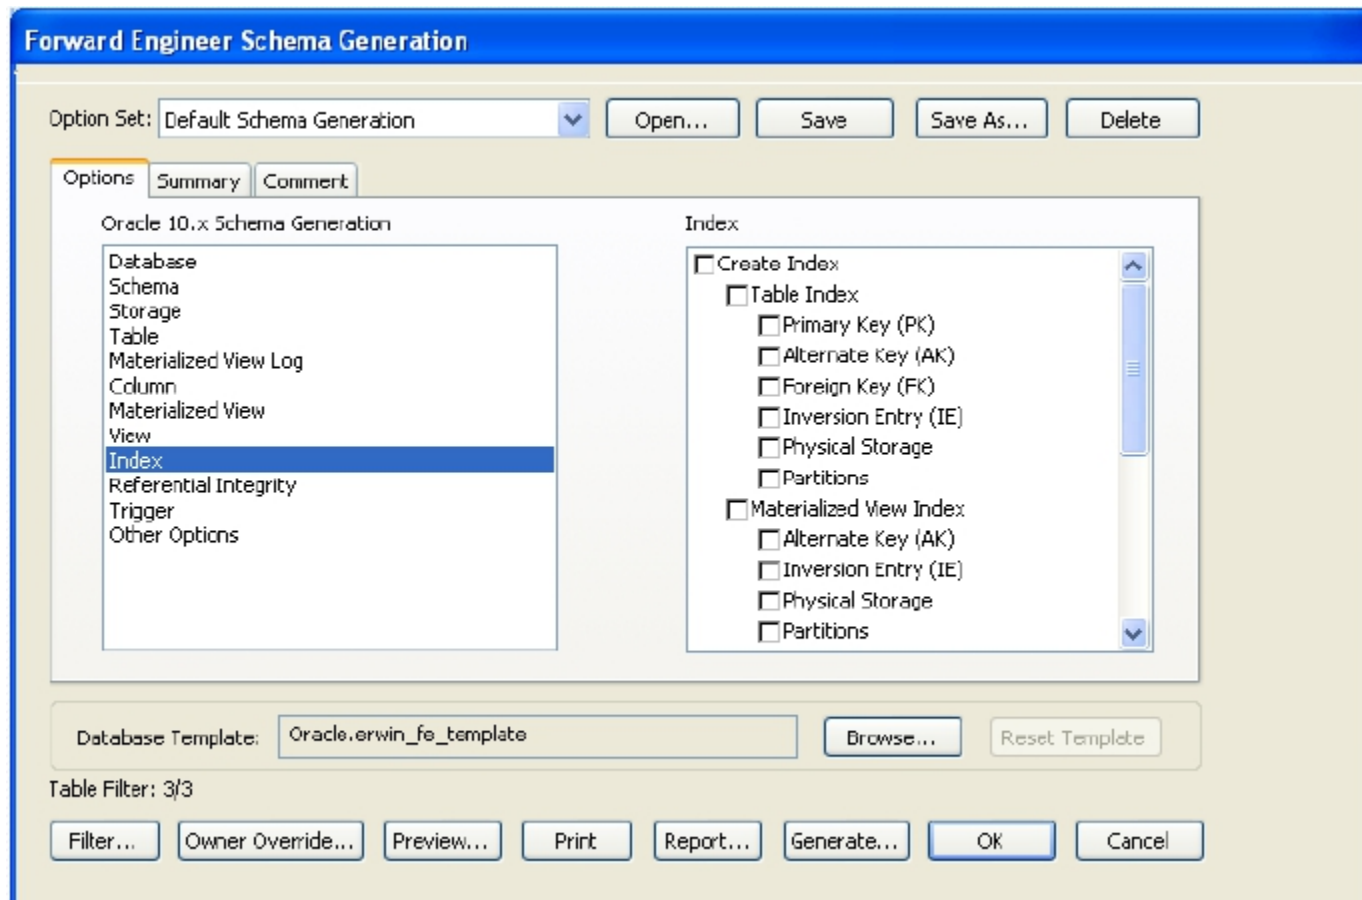 Forward Engineer Schema Generation
Option Set: Default Schema Generation Open... Save Save As... Delete
Options Summary Comment
Oracle 10.x Schema Generation
Database
Schema
Storage
Table
Materialized View Log
Column
Materialized View
View
Index
Referential Integrity
Trigger
Other Options
Index
Create Index
Table Index
Primary Key (PK)
Alternate Key (AK)
Foreign Key (FK)
Inversion Entry (IE)
Physical Storage
Partitions
Materialized View Index
Alternate Key (AK)
Inversion Entry (IE)
Physical Storage
Partitions
Database Template: Oracle.erwin_fe_template Browse... Reset Template
Table Filter: 3/3
Filter... Owner Override... Preview... Print Report... Generate... OK Cancel